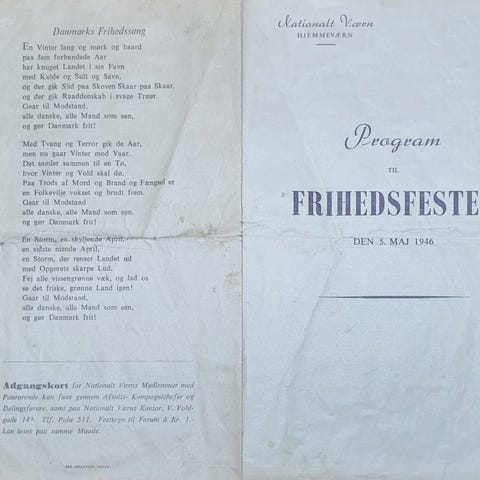 Danmarks Frihedssang
En Vinter lang og mørk og haard
paa fem forbandede Aar
har knuget Landet i sin Favn
med Kulde og Sult og Savn,
og der gik Slid paa Skoven Skaar paa Skaar,
og der gik Raaddenskab i svage Træer.
Gaar til Modstand,
alle danske, alle Mand som een,
og gør Danmark frit!
Med Tvang og Terror gik de Aar,
men nu gaar Vinter mod Vaar.
Det samler sammen til en Tø,
hvor Vinter og Vold skal dø.
Paa Trods af Mord og Brand og Fængsel er
en Folkevilje vokset og brudt frem.
Gaar til Modstand
alle danske, alle Mand som een,
og gør Danmark frit!
En Storm, en skyllende April,
en sidste rasende April,
en Storm, der renser Landet ud
med Opgørets skarpe Lud.
Fej alle vissengrønne væk, og lad os
se det friske, grønne Land igen!
Gaar til Modstand,
alle danske, alle Mand som een,
og gør Danmark frit!
Adgangskort for Nationalt Værns Medlemmer med
Paarørende kan faas gennem Afsnits- Kompagnichefer og
Delingsførere, samt paa Nationalt Værns Kontor, V. Vold-
gade 14 Tlf. Palæ 511. Festtegn til Forum à Kr. 1.-
kan løses paa samme Maade.
Nationalt Værn
HJEMMEVÆRN
Program
TIL
FRIHEDSFESTE
DEN 5. MAJ 1946